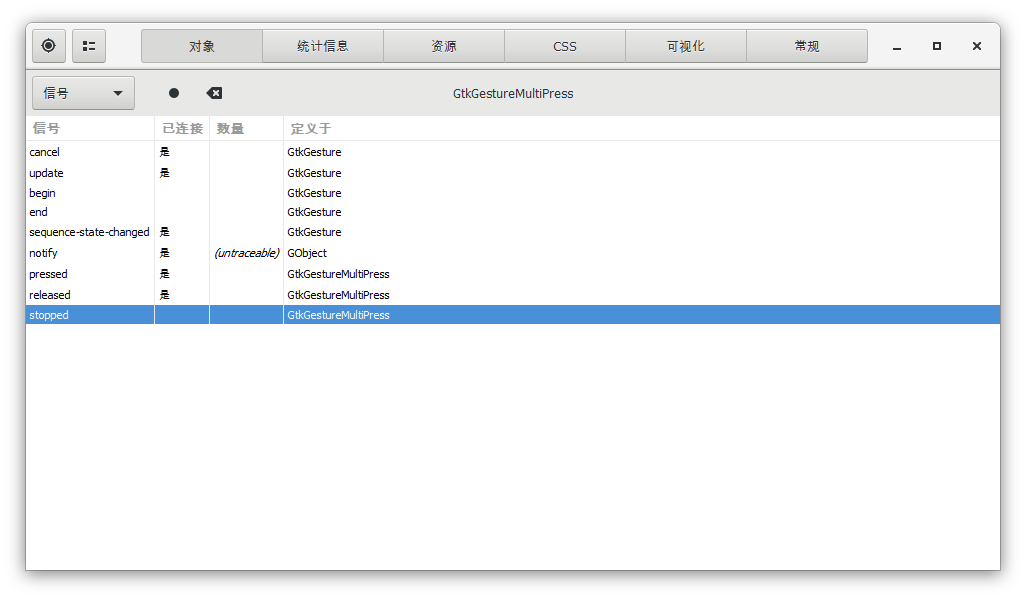 对象 统计信息 资源 CSS 可视化 常规
信号 GtkGestureMultiPress
信号 已连接 数量 定义于
cancel 是 GtkGesture
update 是 GtkGesture
begin GtkGesture
end GtkGesture
sequence-state-changed 是 GtkGesture
notify 是 (untraceable) GObject
pressed 是 GtkGestureMultiPress
released 是 GtkGestureMultiPress
stopped GtkGestureMultiPress